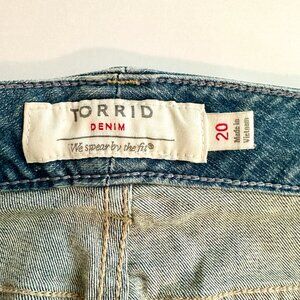 TORRID
DENIM
We swear by the fit®
20
Made in
Vietnam